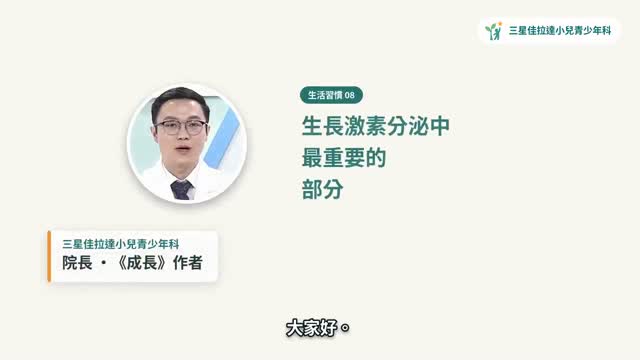 三星佳拉達小兒青少年科
生活習慣 08
生長激素分泌中
最重要的
部分
三星佳拉達小兒青少年科
院長・《成長》作者
大家好。